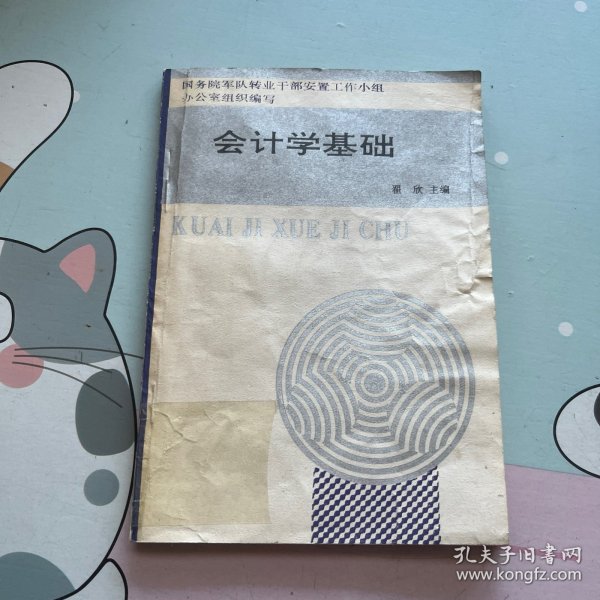 国务院军队转业干部安置工作小组
办公室组织编写
会计学基础
翟 欣 主编
KUAI JI XUE JI CHU
孔夫子旧书网
www.kongfz.com